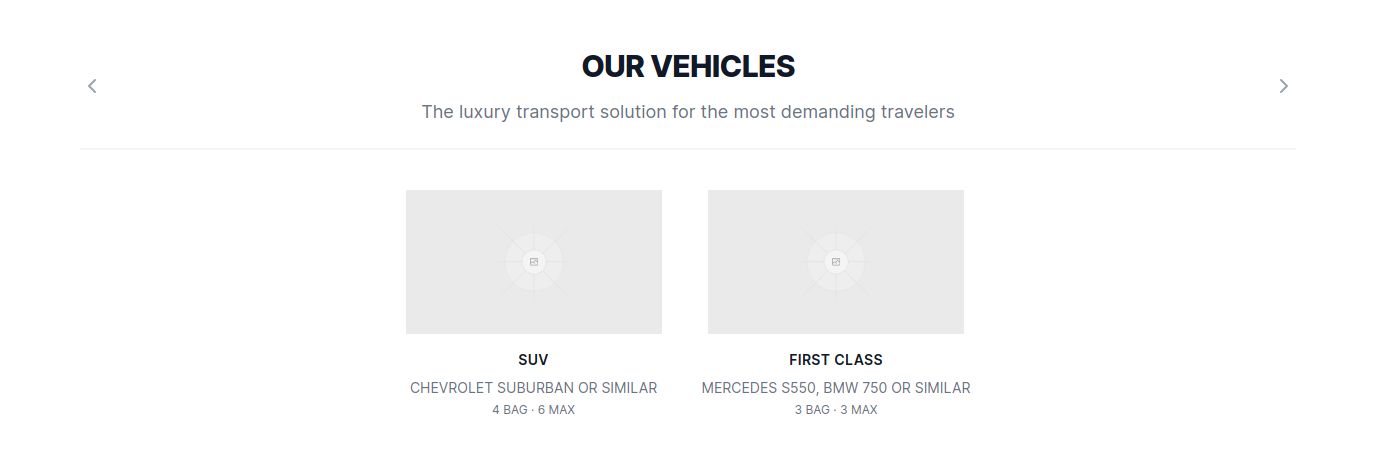 OUR VEHICLES
The luxury transport solution for the most demanding travelers
SUV
CHEVROLET SUBURBAN OR SIMILAR
4 BAG · 6 MAX
FIRST CLASS
MERCEDES S550, BMW 750 OR SIMILAR
3 BAG · 3 MAX